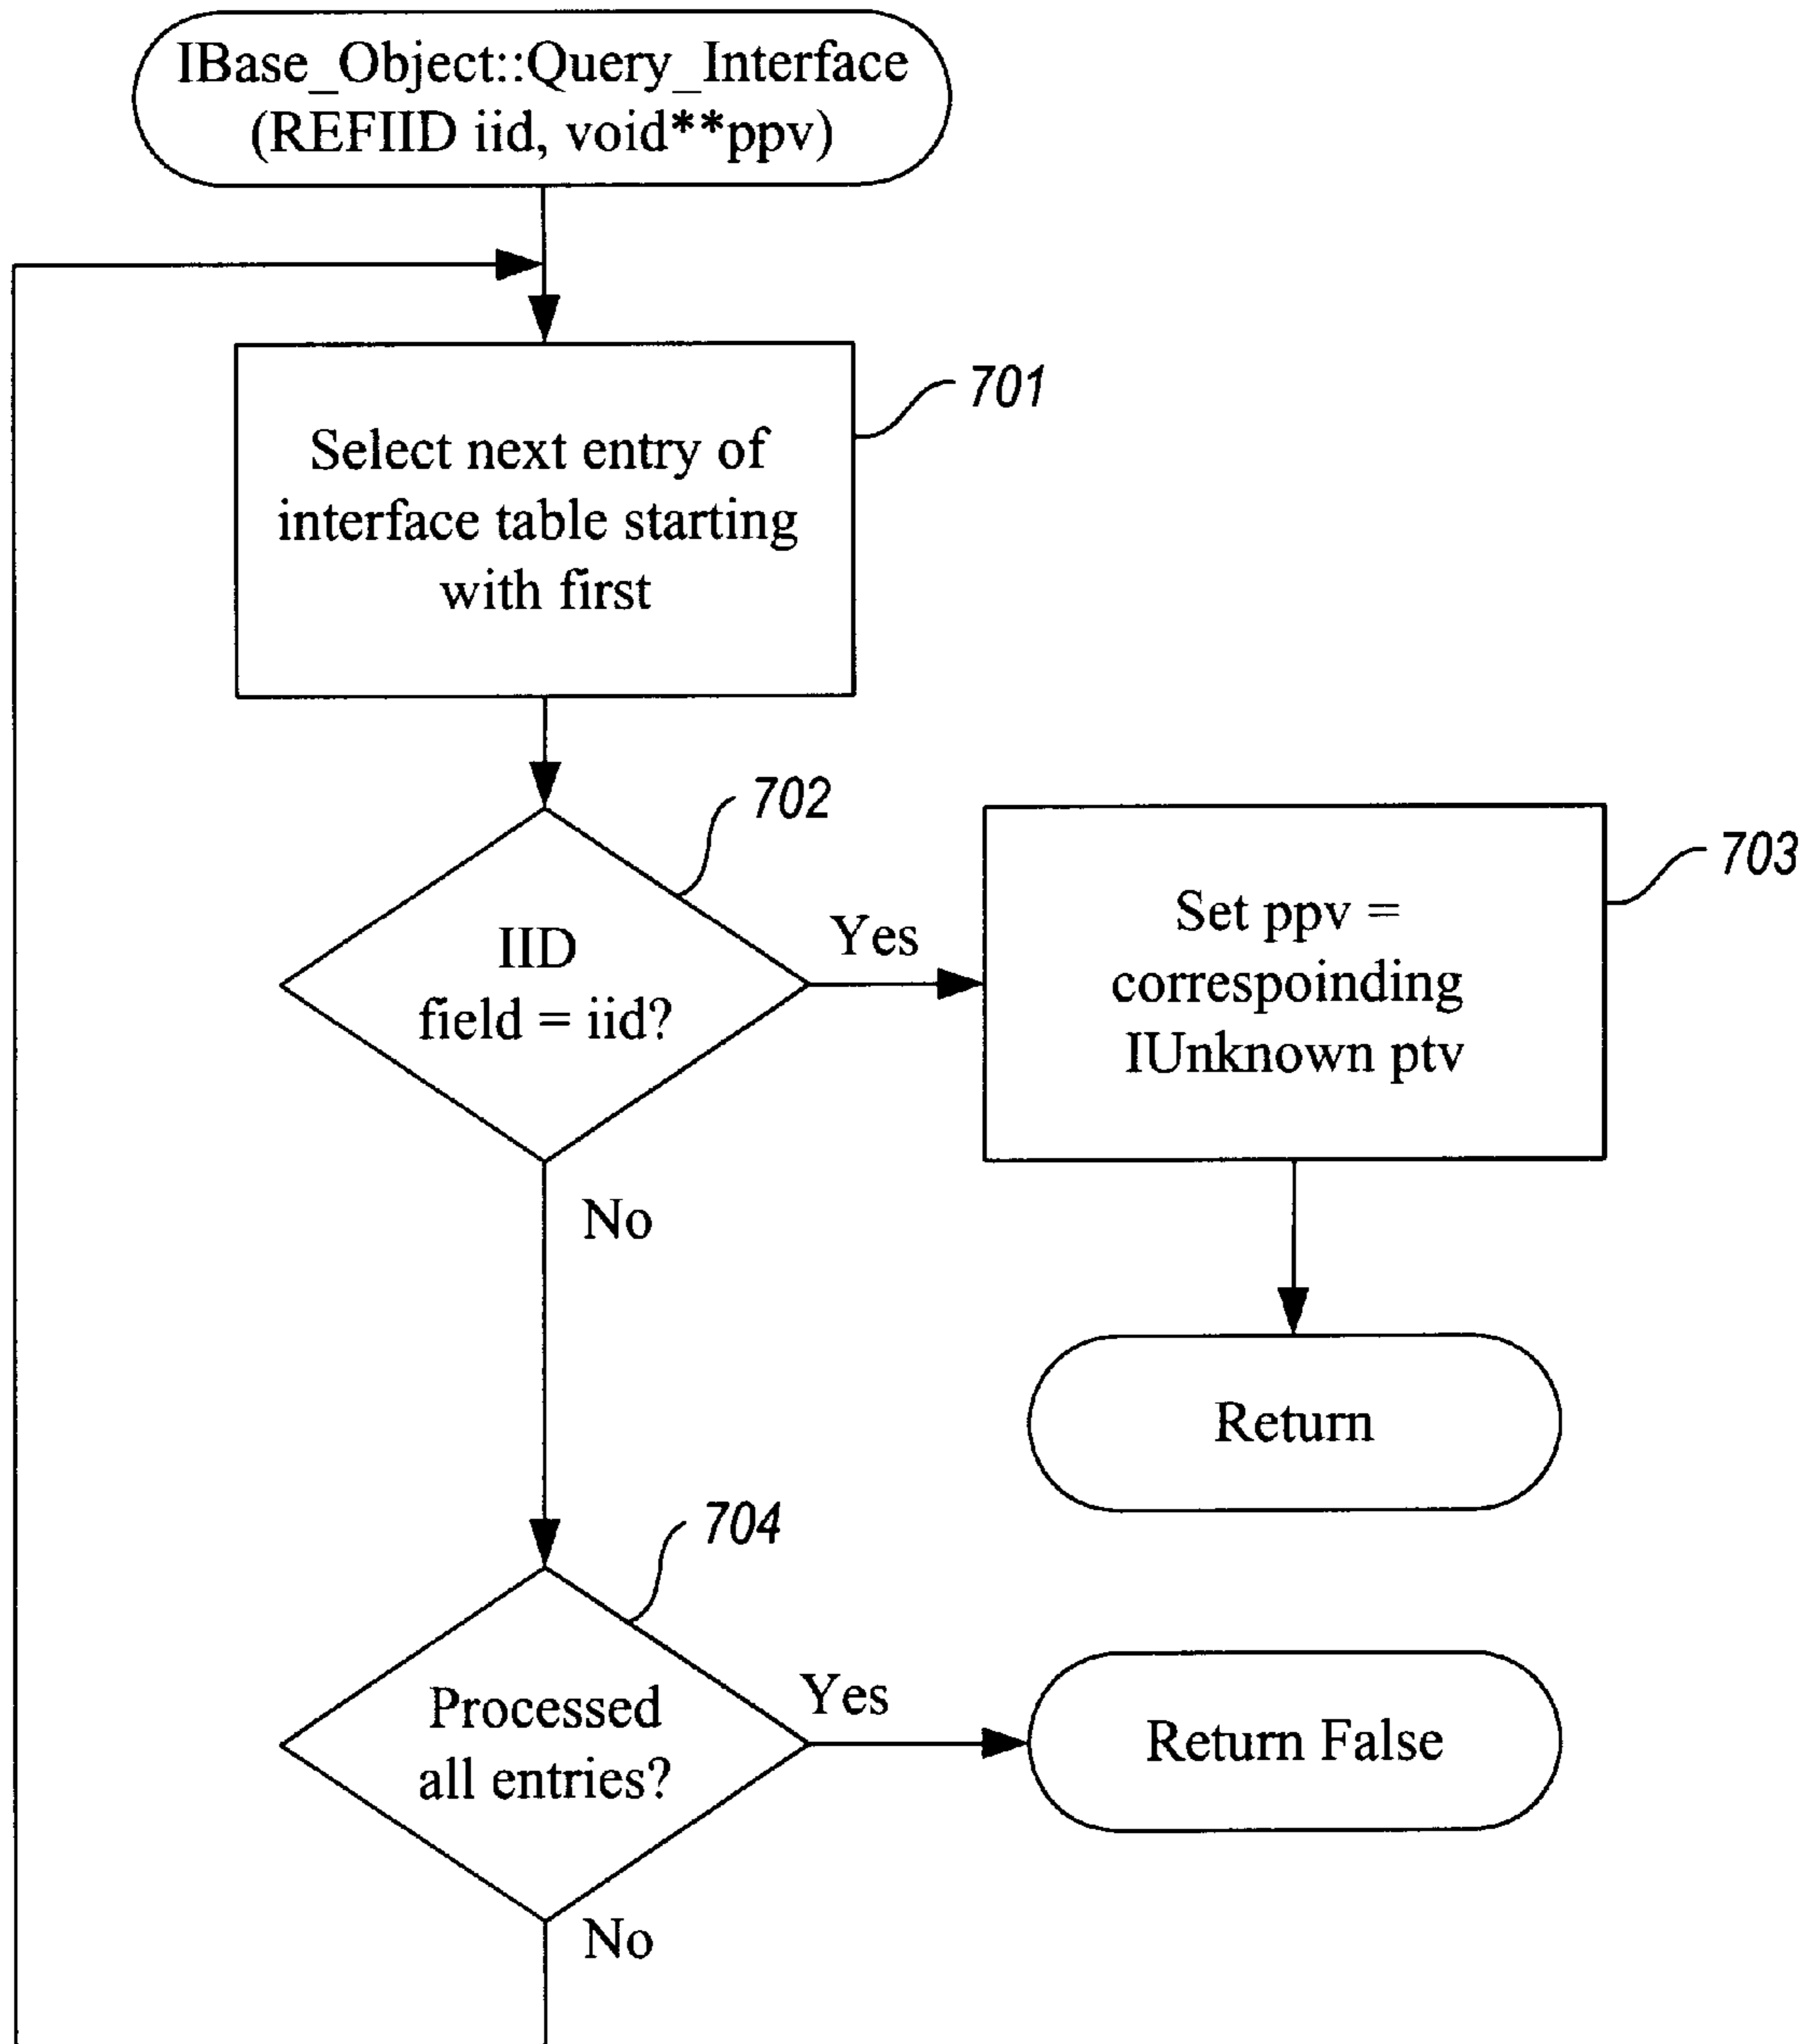 IBase_Object::Query_Interface
(REFIID iid, void**ppv)
701
Select next entry of
interface table starting
with first
702
IID
field = iid?
Yes
703
Set ppv =
correspoinding
IUnknown ptv
No
Return
704
Processed
all entries?
Yes
Return False
No